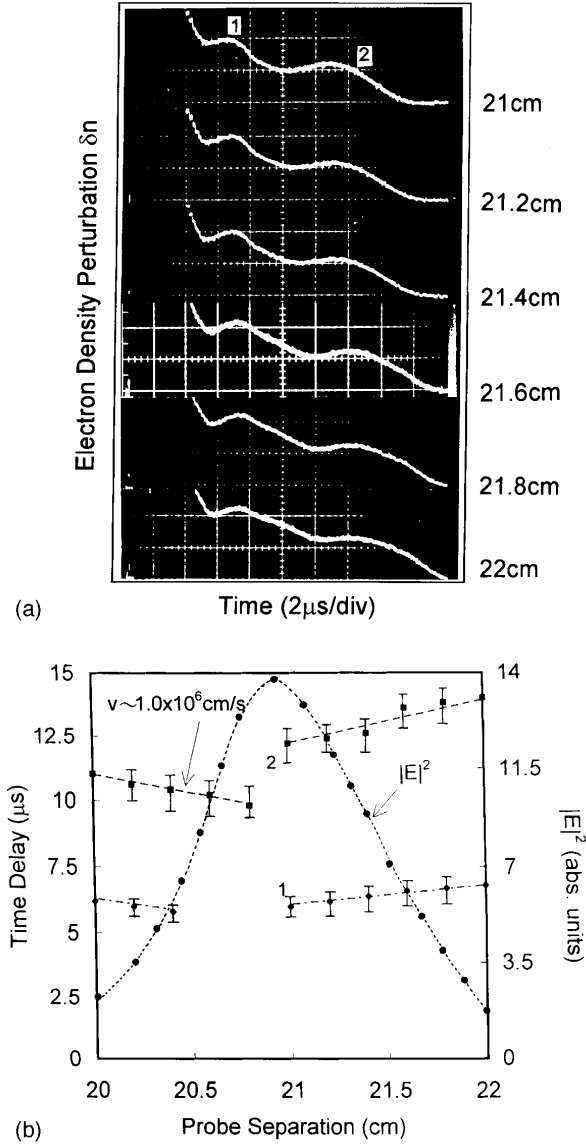 1
2
21cm
21.2cm
21.4cm
21.6cm
21.8cm
22cm
Electron Density Perturbation δn
(a)
Time (2μs/div)
15
12.5
10
7.5
5
2.5
0
Time Delay (μs)
v~1.0x10⁶cm/s
2
|E|²
1
14
11.5
7
3.5
0
|E|² (abs. units)
20
20.5
21
21.5
22
(b)
Probe Separation (cm)